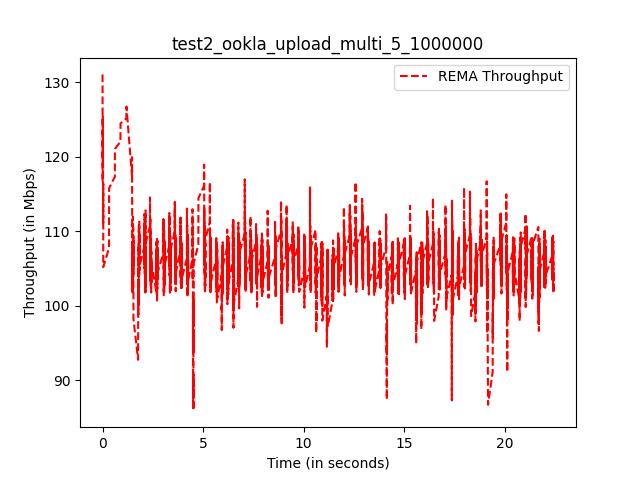 test2_ookla_upload_multi_5_1000000
REMA Throughput
Throughput (in Mbps)
130
120
110
100
90
0 5 10 15 20
Time (in seconds)